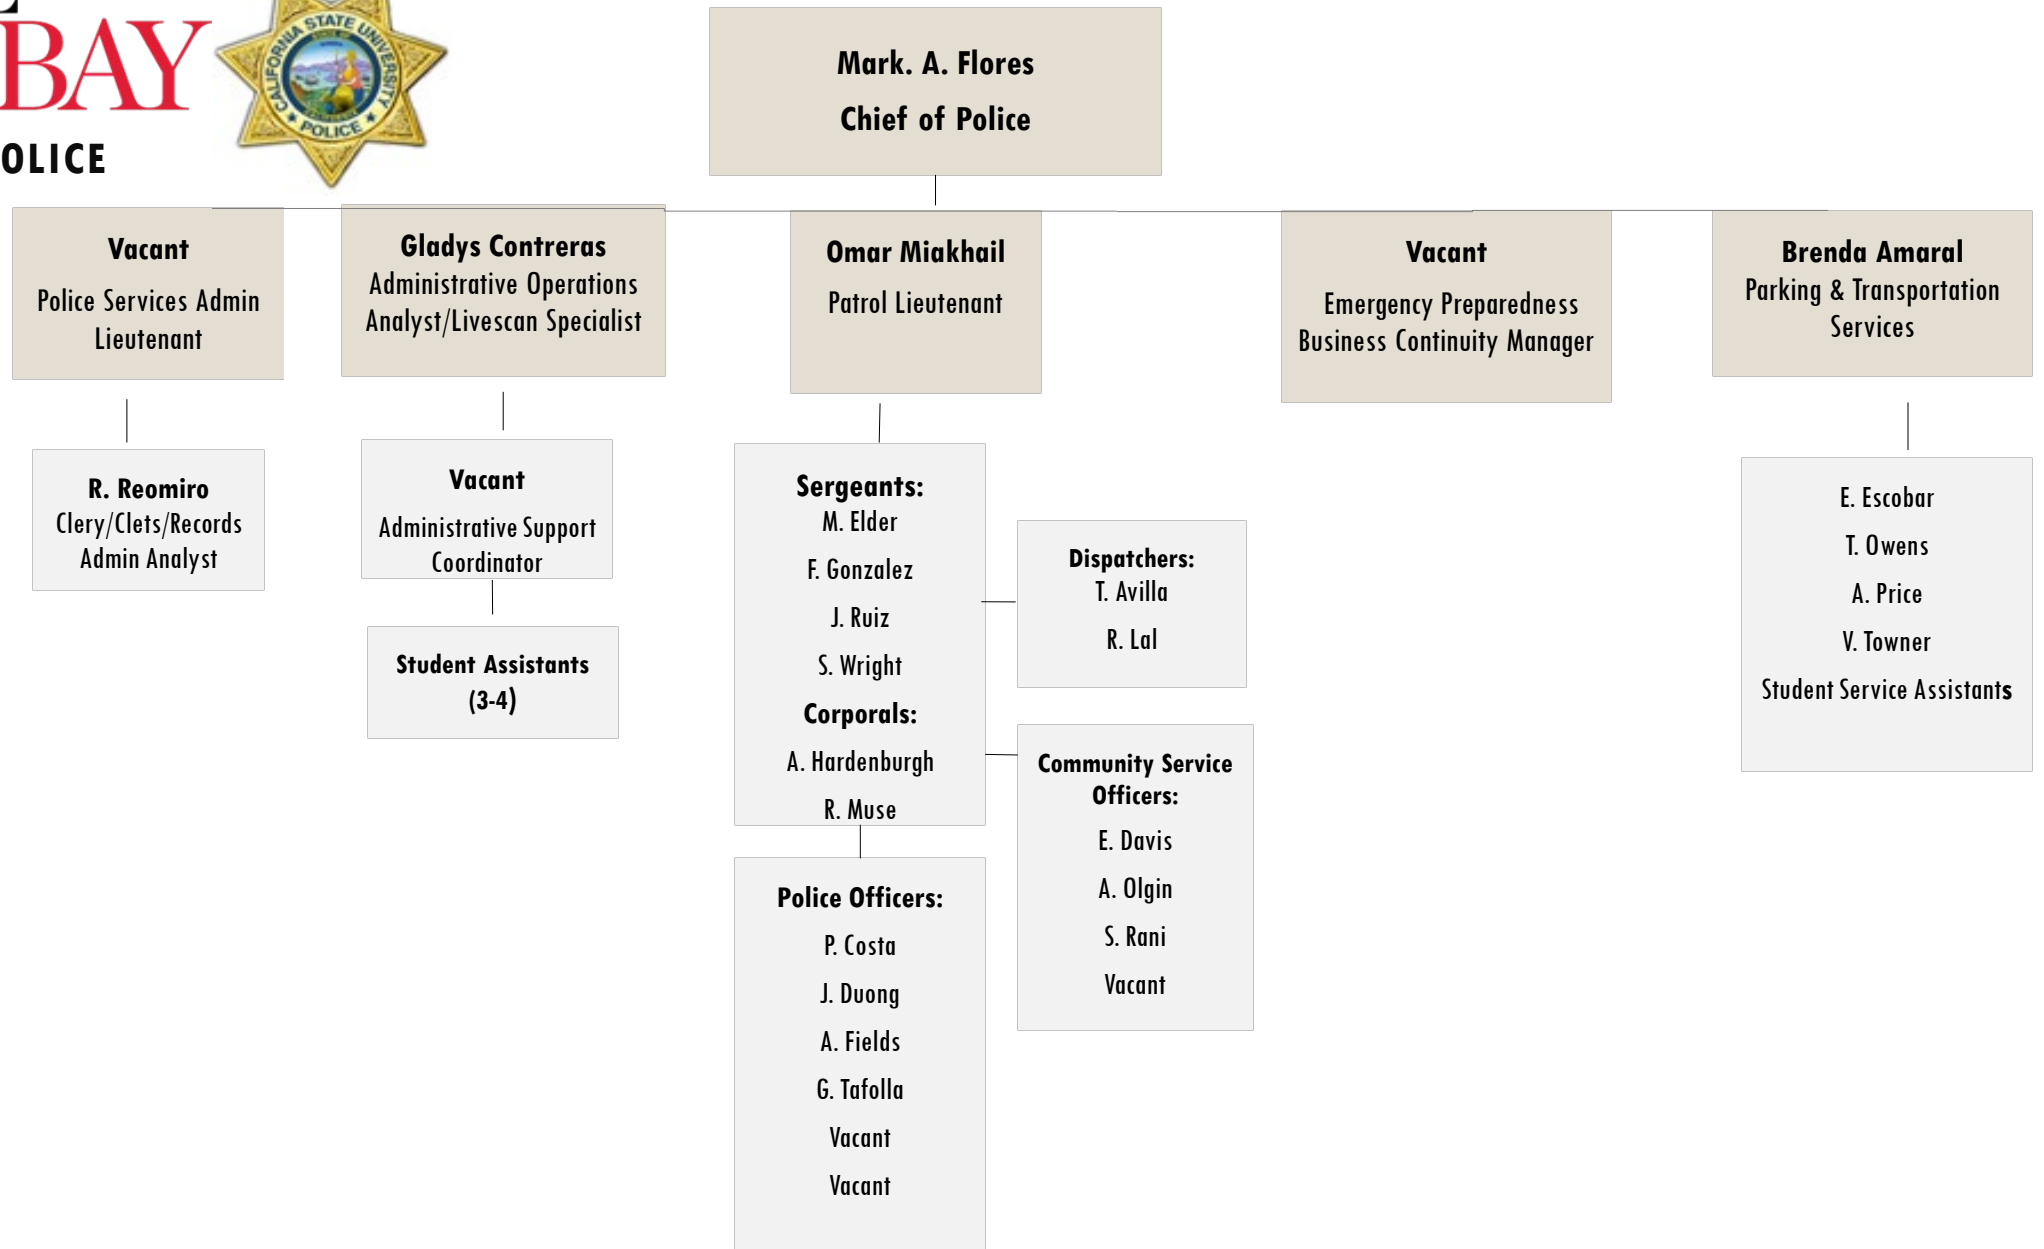 BAY
OLICE
CALIFORNIA STATE UNIVERSITY
POLICE
Mark. A. Flores
Chief of Police
Vacant
Police Services Admin
Lieutenant
Gladys Contreras
Administrative Operations
Analyst/Livescan Specialist
Omar Miakhail
Patrol Lieutenant
Vacant
Emergency Preparedness
Business Continuity Manager
Brenda Amaral
Parking & Transportation
Services
R. Reomiro
Clery/Clets/Records
Admin Analyst
Vacant
Administrative Support
Coordinator
Student Assistants
(3-4)
Sergeants:
M. Elder
F. Gonzalez
J. Ruiz
S. Wright
Corporals:
A. Hardenburgh
R. Muse
Dispatchers:
T. Avilla
R. Lal
Community Service
Officers:
E. Davis
A. Olgin
S. Rani
Vacant
Police Officers:
P. Costa
J. Duong
A. Fields
G. Tafolla
Vacant
Vacant
E. Escobar
T. Owens
A. Price
V. Towner
Student Service Assistants